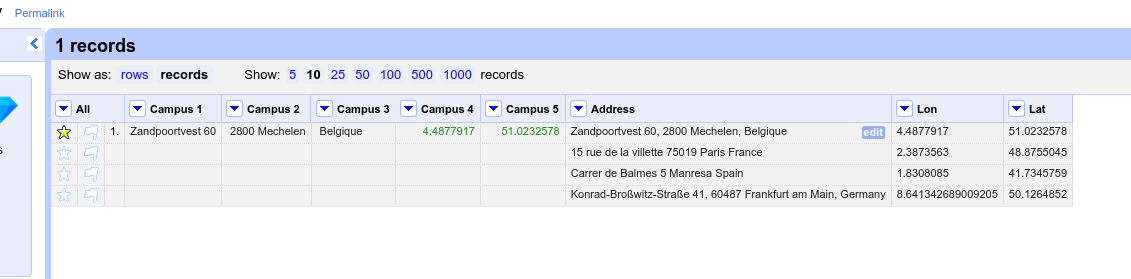 Permalink
1 records
Show as: rows records Show: 5 10 25 50 100 500 1000 records
All Campus 1 Campus 2 Campus 3 Campus 4 Campus 5 Address Lon Lat
1. Zandpoortvest 60 2800 Mechelen Belgique 4.4877917 51.0232578 Zandpoortvest 60, 2800 Mechelen, Belgique edit 4.4877917 51.0232578
15 rue de la villette 75019 Paris France 2.3873563 48.8755045
Carrer de Balmes 5 Manresa Spain 1.8308085 41.7345759
Konrad-Broßwitz-Straße 41, 60487 Frankfurt am Main, Germany 8.641342689009205 50.1264852